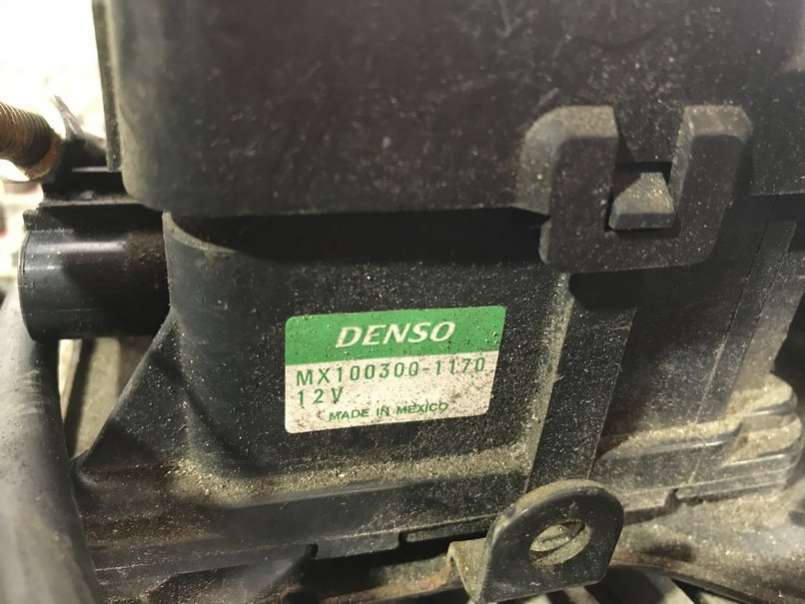 DENSO
MX100300-1170
12V
MADE IN MEXICO